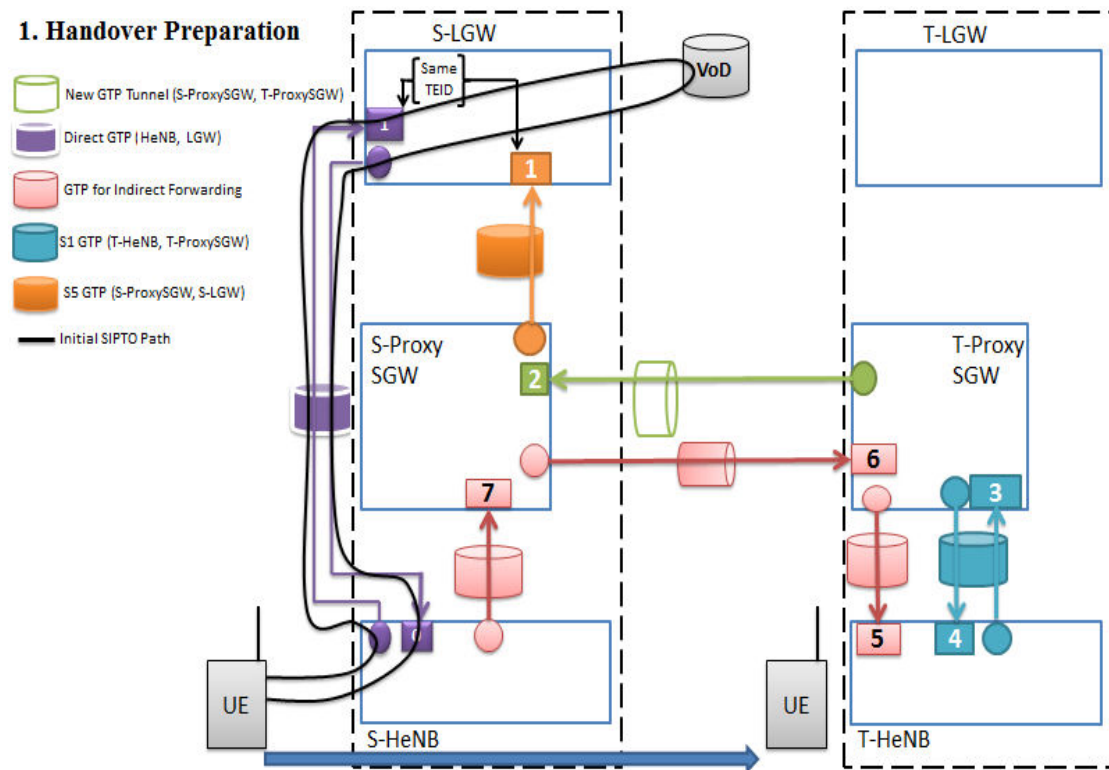 1. Handover Preparation
New GTP Tunnel (S-ProxySGW, T-ProxySGW)
Direct GTP (HeNB, LGW)
GTP for Indirect Forwarding
S1 GTP (T-HeNB, T-ProxySGW)
S5 GTP (S-ProxySGW, S-LGW)
Initial SIPTO Path
S-LGW
Same
TEID
VoD
T-LGW
1
1
S-Proxy
SGW
2
7
T-Proxy
SGW
6
3
0
5
4
UE
S-HeNB
UE
T-HeNB